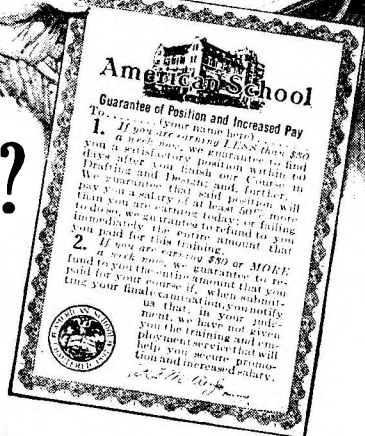 ?
American School
Guarantee of Position and Increased Pay
To........(your name here)........
1. If you are earning LESS than $50
a week now, we guarantee to find
you a satisfactory position within 60
days after you finish our Course in
Drafting and Design; and, further.
We guarantee that said position will
pay you a salary of at least 50% more
than you are earning today; or failing
to do so, we guarantee to refund to you
immediately the entire amount that
you paid for this training.
2. If you are earning $50 or MORE
a week now, we guarantee to re-
fund to you the entire amount that you
paid for your course if, when submit-
ting your final examination, you notify
us that, in your judg-
ment, we have not given
you the training and em-
ployment service that will
help you secure promo-
tion and increased salary.
AMERICAN SCHOOL
CHARTERED